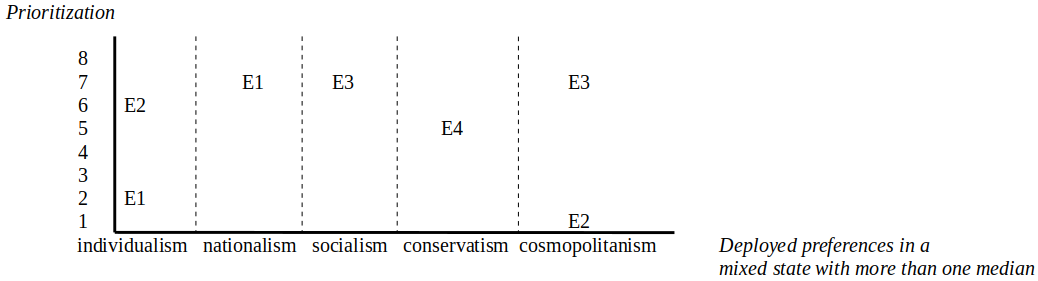 Prioritization
8
7 E1 E3 E3
6 E2
5 E4
4
3
2 E1
1 E2
individualism nationalism socialism conservatism cosmopolitanism
Deployed preferences in a
mixed state with more than one median